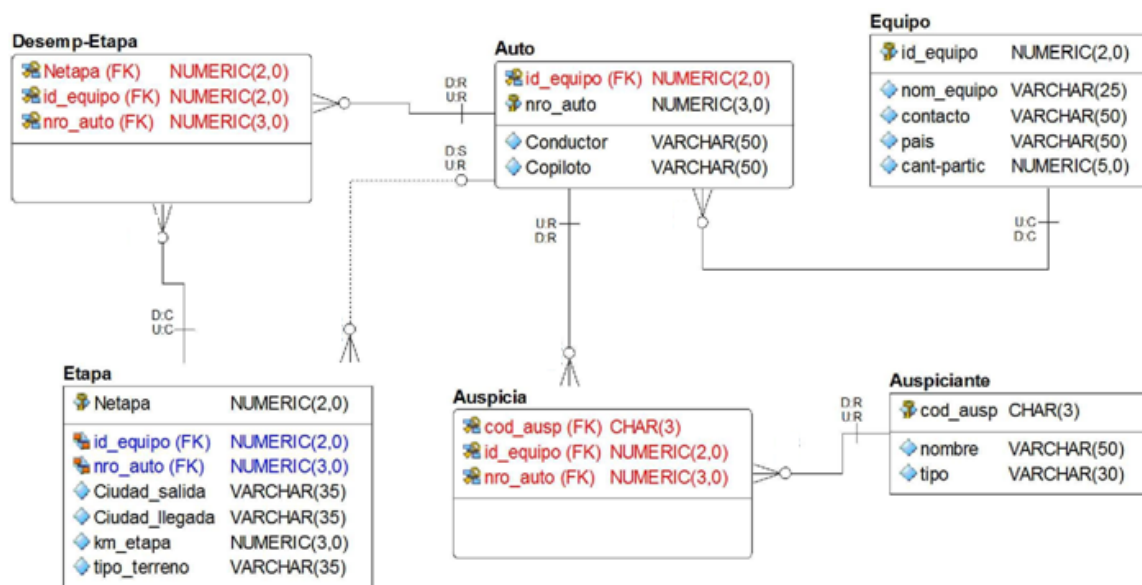 Desemp-Etapa
Netapa (FK) NUMERIC(2,0)
id_equipo (FK) NUMERIC(2,0)
nro_auto (FK) NUMERIC(3,0)
D:R
U:R
Auto
id_equipo (FK) NUMERIC(2,0)
nro_auto NUMERIC(3,0)
Conductor VARCHAR(50)
Copiloto VARCHAR(50)
D:S
U:R
Equipo
id_equipo NUMERIC(2,0)
nom_equipo VARCHAR(25)
contacto VARCHAR(50)
pais VARCHAR(50)
cant-partic NUMERIC(5,0)
U:R
D:R
U:C
D:C
D:C
U:C
Etapa
Netapa NUMERIC(2,0)
id_equipo (FK) NUMERIC(2,0)
nro_auto (FK) NUMERIC(3,0)
Ciudad_salida VARCHAR(35)
Ciudad_llegada VARCHAR(35)
km_etapa NUMERIC(3,0)
tipo_terreno VARCHAR(35)
Auspicia
cod_ausp (FK) CHAR(3)
id_equipo (FK) NUMERIC(2,0)
nro_auto (FK) NUMERIC(3,0)
D:R
U:R
Auspiciante
cod_ausp CHAR(3)
nombre VARCHAR(50)
tipo VARCHAR(30)